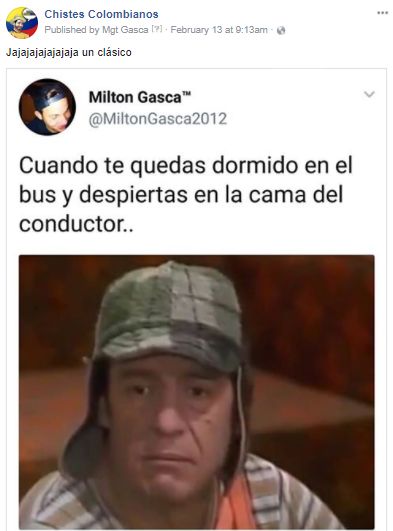 Chistes Colombianos
Published by Mgt Gasca [?] · February 13 at 9:13am ·
Jajajajajajajaja un clásico
Milton Gasca™
@MiltonGasca2012
Cuando te quedas dormido en el
bus y despiertas en la cama del
conductor..